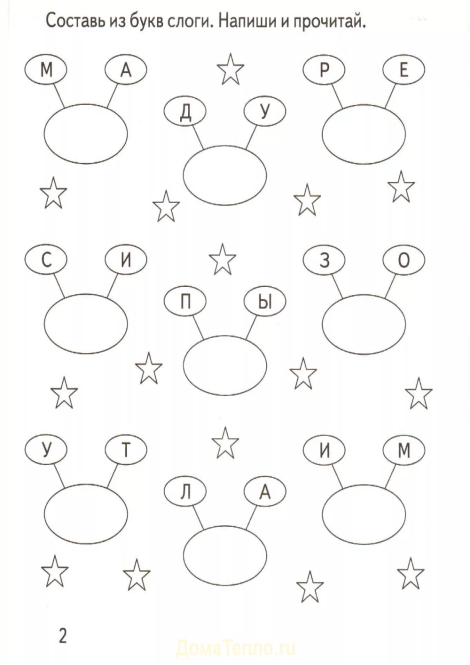 Составь из букв слоги. Напиши и прочитай.
М А
Д У
Р Е
С И
П Ы
З О
У Т
Л А
И М
2
ДомаТепло.ru